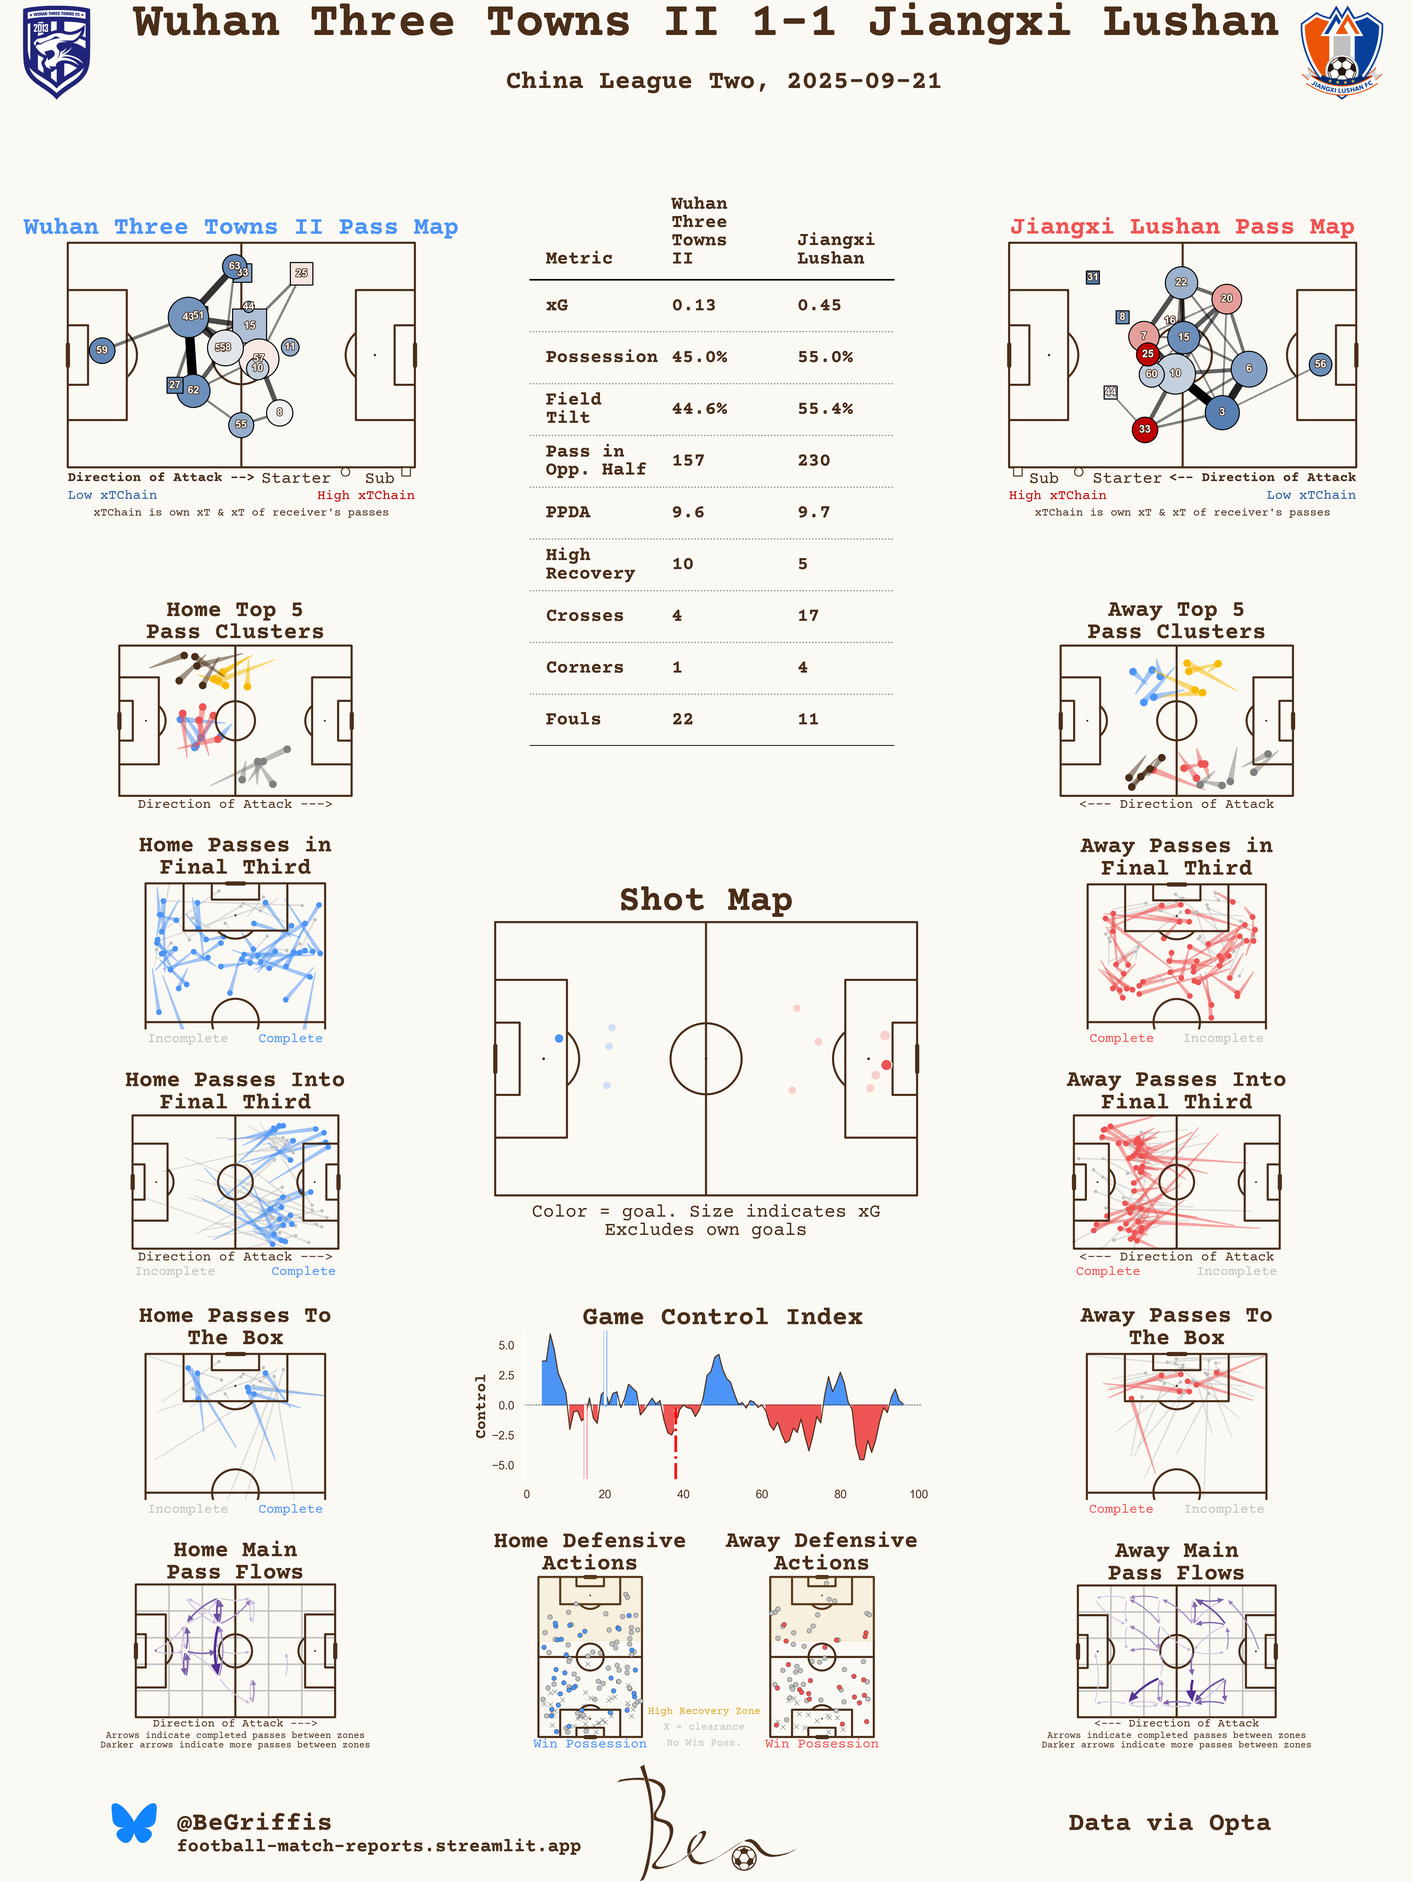 Wuhan Three Towns II 1-1 Jiangxi Lushan
China League Two, 2025-09-21
WUHAN THREE TOWNS FC
2013
JIANGXI LUSHAN FC
Wuhan Three Towns II Pass Map
63
33
25
44
43
51
15
59
58
57
11
10
27
62
8
55
Direction of Attack --> Starter Sub
Low xTChain High xTChain
xTChain is own xT & xT of receiver's passes
Metric Wuhan Three Towns II Jiangxi Lushan
xG 0.13 0.45
Possession 45.0% 55.0%
Field Tilt 44.6% 55.4%
Pass in Opp. Half 157 230
PPDA 9.6 9.7
High Recovery 10 5
Crosses 4 17
Corners 1 4
Fouls 22 11
Jiangxi Lushan Pass Map
31
22
20
8
16
7
15
25
60
10
6
56
44
3
33
Sub Starter <-- Direction of Attack
High xTChain Low xTChain
xTChain is own xT & xT of receiver's passes
Home Top 5
Pass Clusters
Direction of Attack --->
Away Top 5
Pass Clusters
<--- Direction of Attack
Home Passes in
Final Third
Incomplete Complete
Away Passes in
Final Third
Complete Incomplete
Shot Map
Color = goal. Size indicates xG
Excludes own goals
Home Passes Into
Final Third
Direction of Attack --->
Incomplete Complete
Away Passes Into
Final Third
<--- Direction of Attack
Complete Incomplete
Home Passes To
The Box
Incomplete Complete
Game Control Index
Control
5.0
2.5
0.0
−2.5
−5.0
0 20 40 60 80 100
Away Passes To
The Box
Complete Incomplete
Home Main
Pass Flows
Direction of Attack --->
Arrows indicate completed passes between zones
Darker arrows indicate more passes between zones
Home Defensive
Actions
Win Possession
High Recovery Zone
X = clearance
No Win Poss.
Away Defensive
Actions
Win Possession
Away Main
Pass Flows
<--- Direction of Attack
Arrows indicate completed passes between zones
Darker arrows indicate more passes between zones
@BeGriffis
football-match-reports.streamlit.app
Ben
Data via Opta